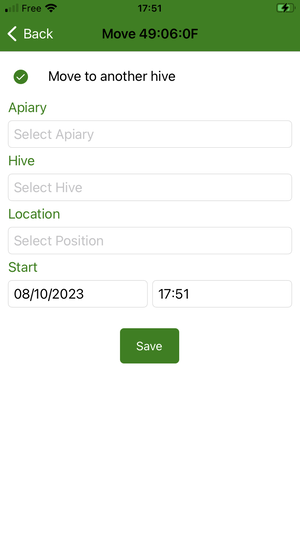 Free 17:51
Back Move 49:06:0F
Move to another hive
Apiary
Select Apiary
Hive
Select Hive
Location
Select Position
Start
08/10/2023 17:51
Save